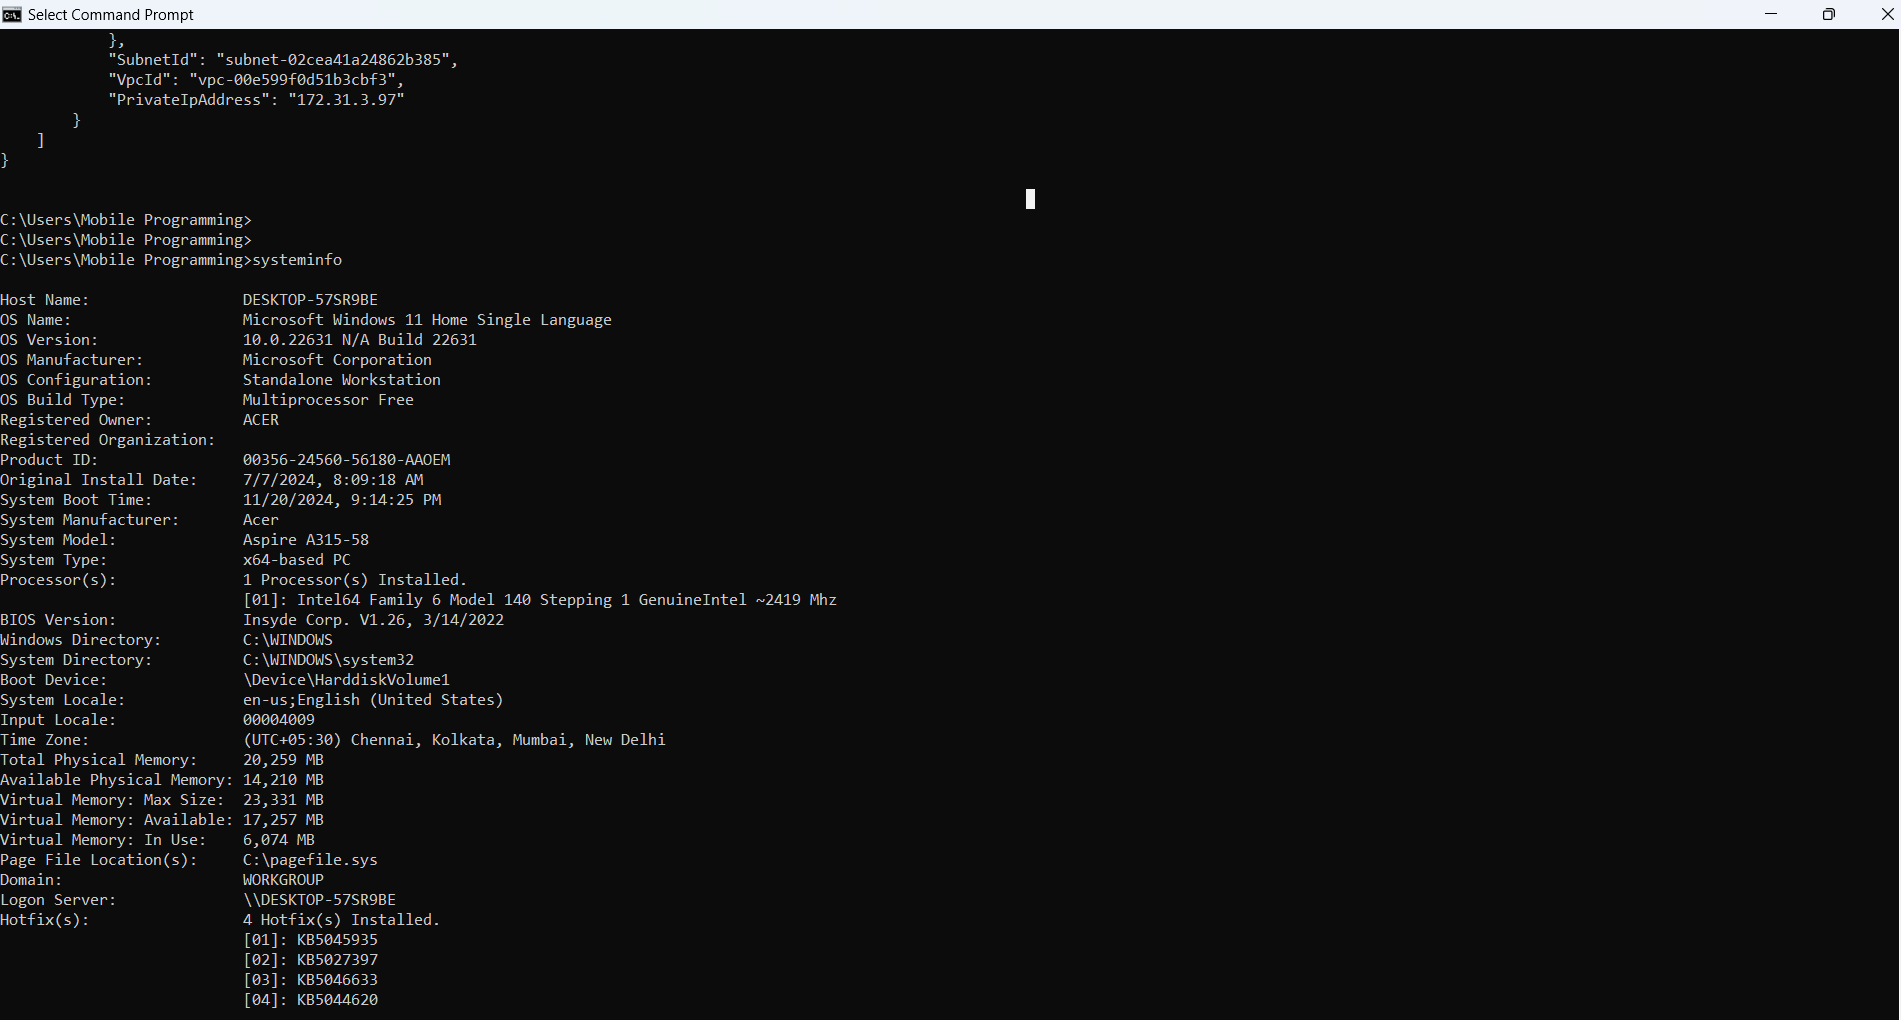 Select Command Prompt
},
"SubnetId": "subnet-02cea41a24862b385",
"VpcId": "vpc-00e599f0d51b3cbf3",
"PrivateIpAddress": "172.31.3.97"
}
]
}
C:\Users\Mobile Programming>
C:\Users\Mobile Programming>
C:\Users\Mobile Programming>systeminfo
Host Name: DESKTOP-57SR9BE
OS Name: Microsoft Windows 11 Home Single Language
OS Version: 10.0.22631 N/A Build 22631
OS Manufacturer: Microsoft Corporation
OS Configuration: Standalone Workstation
OS Build Type: Multiprocessor Free
Registered Owner: ACER
Registered Organization:
Product ID: 00356-24560-56180-AAOEM
Original Install Date: 7/7/2024, 8:09:18 AM
System Boot Time: 11/20/2024, 9:14:25 PM
System Manufacturer: Acer
System Model: Aspire A315-58
System Type: x64-based PC
Processor(s): 1 Processor(s) Installed.
[01]: Intel64 Family 6 Model 140 Stepping 1 GenuineIntel ~2419 Mhz
BIOS Version: Insyde Corp. V1.26, 3/14/2022
Windows Directory: C:\WINDOWS
System Directory: C:\WINDOWS\system32
Boot Device: \Device\HarddiskVolume1
System Locale: en-us;English (United States)
Input Locale: 00004009
Time Zone: (UTC+05:30) Chennai, Kolkata, Mumbai, New Delhi
Total Physical Memory: 20,259 MB
Available Physical Memory: 14,210 MB
Virtual Memory: Max Size: 23,331 MB
Virtual Memory: Available: 17,257 MB
Virtual Memory: In Use: 6,074 MB
Page File Location(s): C:\pagefile.sys
Domain: WORKGROUP
Logon Server: \\DESKTOP-57SR9BE
Hotfix(s): 4 Hotfix(s) Installed.
[01]: KB5045935
[02]: KB5027397
[03]: KB5046633
[04]: KB5044620